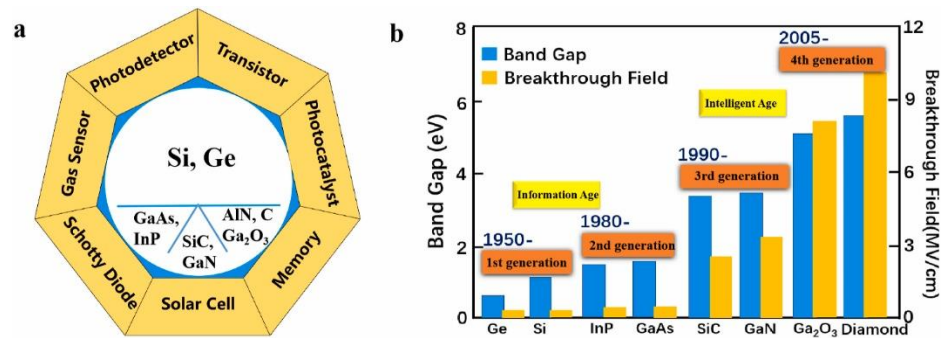 a
Photodetector
Transistor
Photocatalyst
Memory
Solar Cell
Schotty Diode
Gas Sensor
Si, Ge
GaAs,
InP
SiC,
GaN
AlN, C
Ga₂O₃
b
Band Gap
Breakthrough Field
Band Gap (eV)
8
6
4
2
0
Breakthrough Field(MV/cm)
12
9
6
3
0
1950-
1st generation
Information Age
1980-
2nd generation
1990-
3rd generation
Intelligent Age
2005-
4th generation
Ge
Si
InP
GaAs
SiC
GaN
Ga₂O₃
Diamond